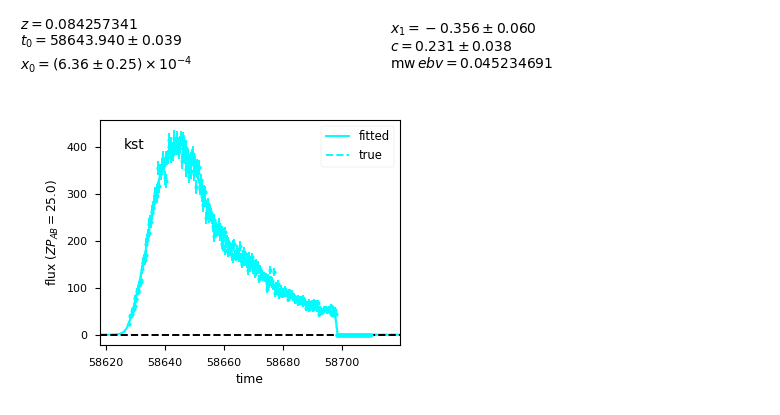 z = 0.084257341
t₀ = 58643.940 ± 0.039
x₀ = (6.36 ± 0.25) × 10⁻⁴
x₁ = − 0.356 ± 0.060
c = 0.231 ± 0.038
mw ebv = 0.045234691
kst
fitted
true
400
300
200
100
0
flux (ZP_AB = 25.0)
58620 58640 58660 58680 58700
time